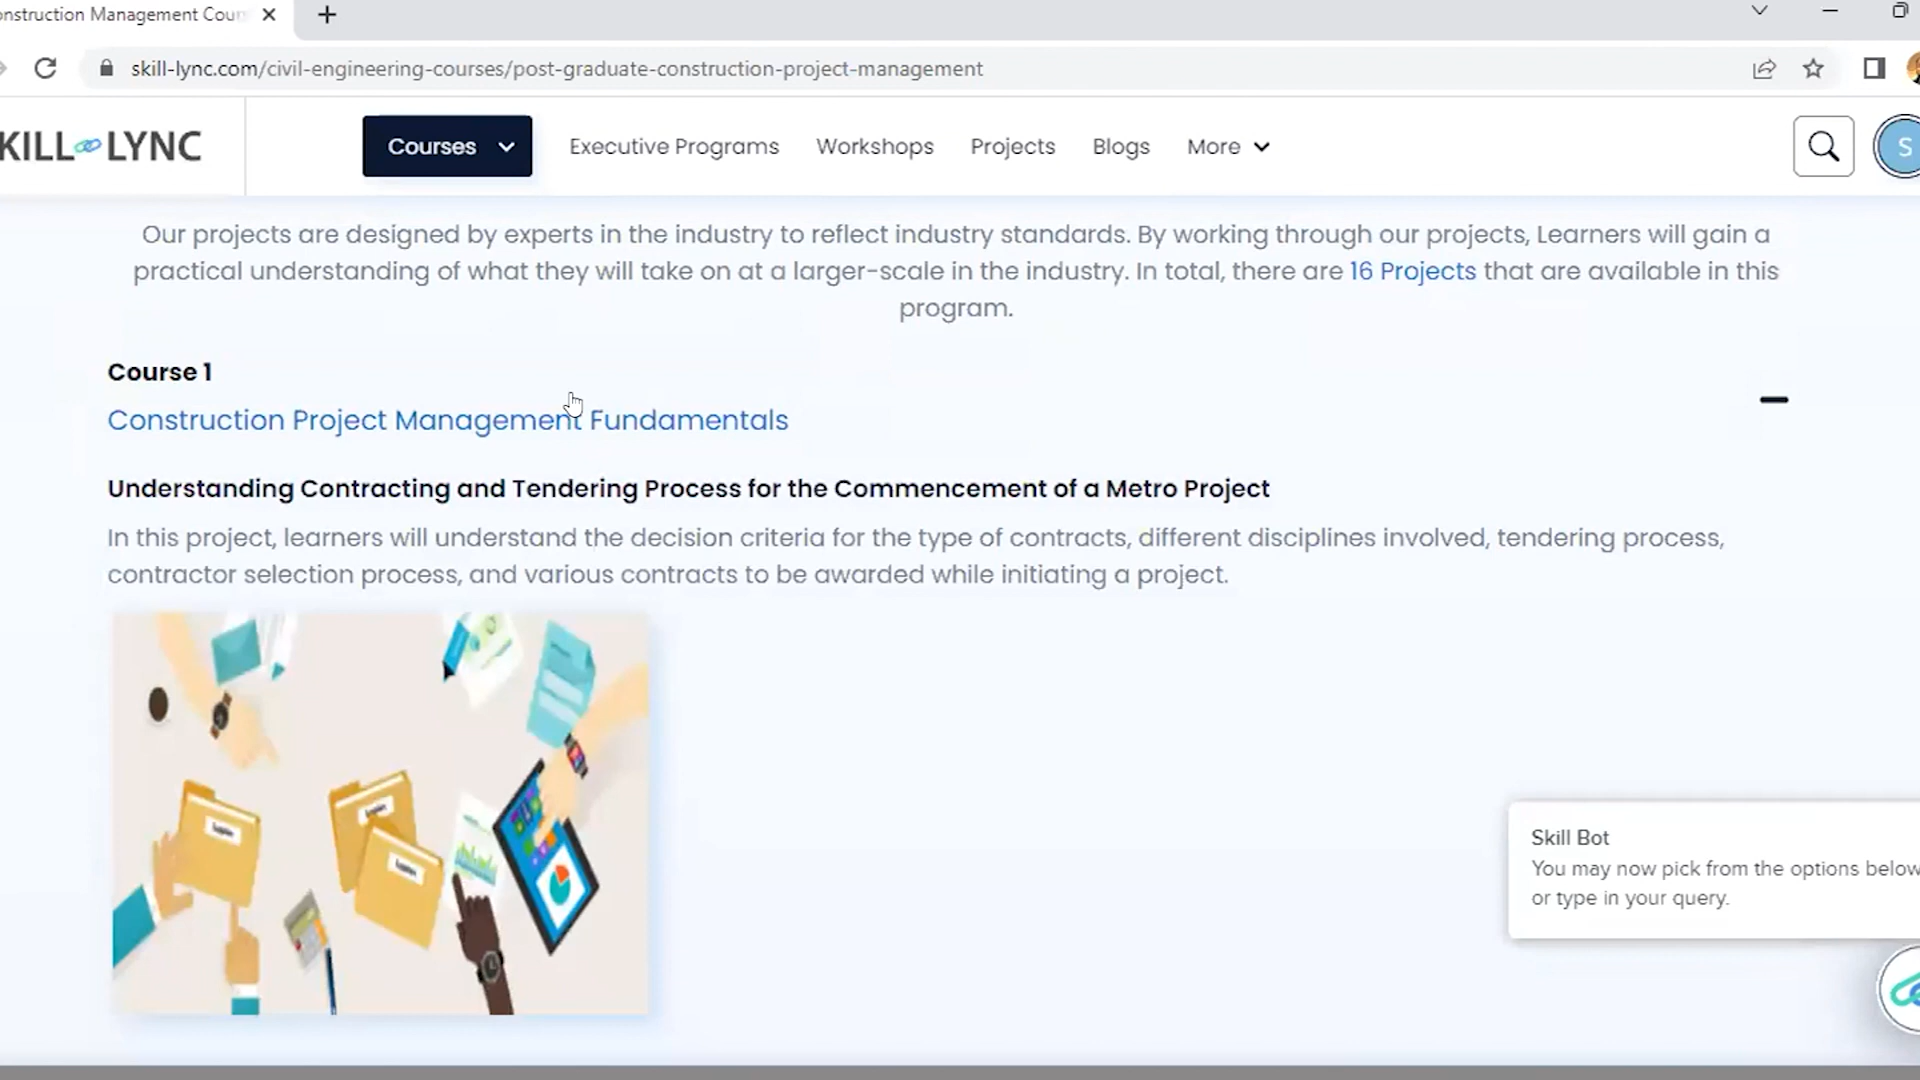 onstruction Management Cour
skill-lync.com/civil-engineering-courses/post-graduate-construction-project-management
KILL LYNC
Courses
Executive Programs
Workshops
Projects
Blogs
More
S
Our projects are designed by experts in the industry to reflect industry standards. By working through our projects, Learners will gain a
practical understanding of what they will take on at a larger-scale in the industry. In total, there are 16 Projects that are available in this
program.
Course 1
Construction Project Management Fundamentals
Understanding Contracting and Tendering Process for the Commencement of a Metro Project
In this project, learners will understand the decision criteria for the type of contracts, different disciplines involved, tendering process,
contractor selection process, and various contracts to be awarded while initiating a project.
Skill Bot
You may now pick from the options below
or type in your query.